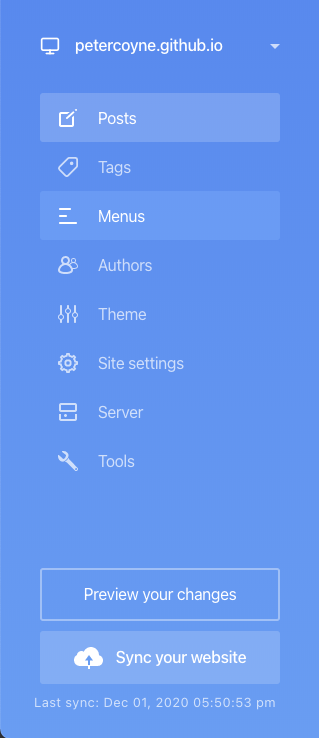 petercoyne.github.io
Posts
Tags
Menus
Authors
Theme
Site settings
Server
Tools
Preview your changes
Sync your website
Last sync: Dec 01, 2020 05:50:53 pm